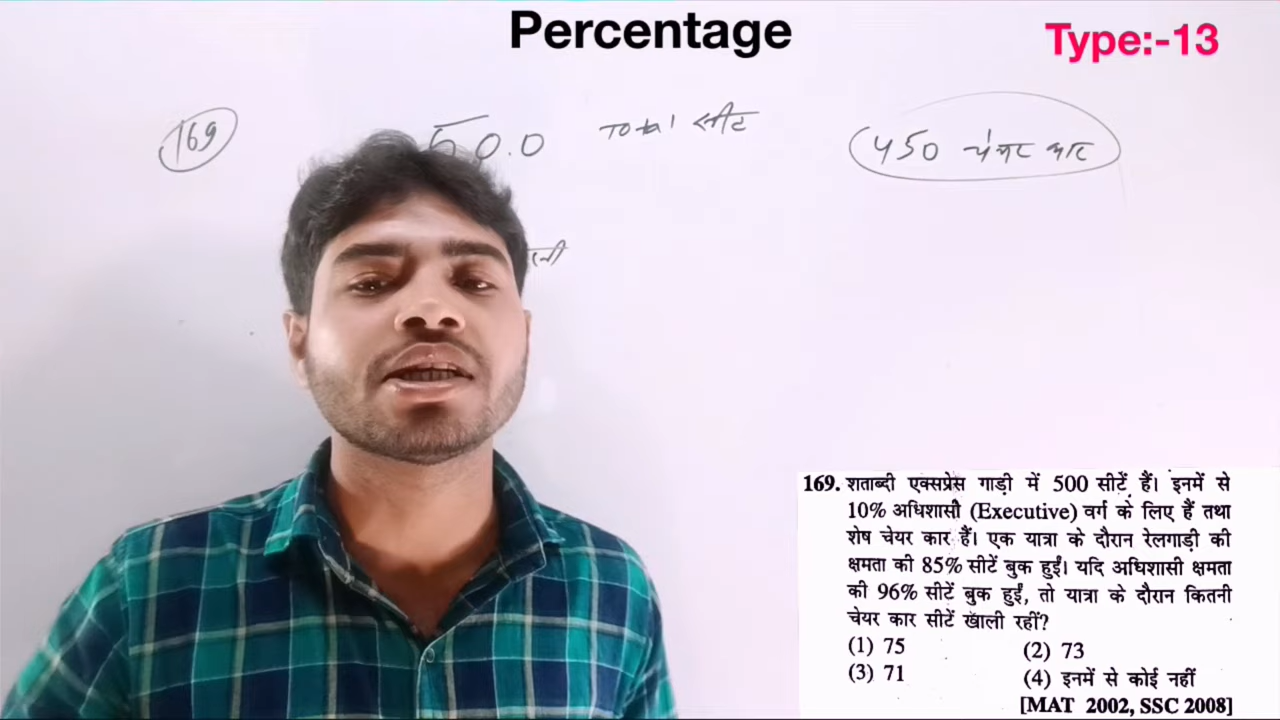 Percentage
Type:-13
169
50.0 Total सीट
450 चेयर कार
169. शताब्दी एक्सप्रेस गाड़ी में 500 सीटें हैं। इनमें से
10% अधिशासी (Executive) वर्ग के लिए हैं तथा
शेष चेयर कार हैं। एक यात्रा के दौरान रेलगाड़ी की
क्षमता की 85% सीटें बुक हुईं। यदि अधिशासी क्षमता
की 96% सीटें बुक हुईं, तो यात्रा के दौरान कितनी
चेयर कार सीटें खाली रहीं?
(1) 75 (2) 73
(3) 71 (4) इनमें से कोई नहीं
[MAT 2002, SSC 2008]